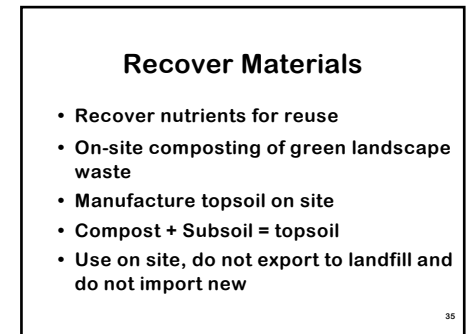 Recover Materials
• Recover nutrients for reuse
• On-site composting of green landscape
waste
• Manufacture topsoil on site
• Compost + Subsoil = topsoil
• Use on site, do not export to landfill and
do not import new
35